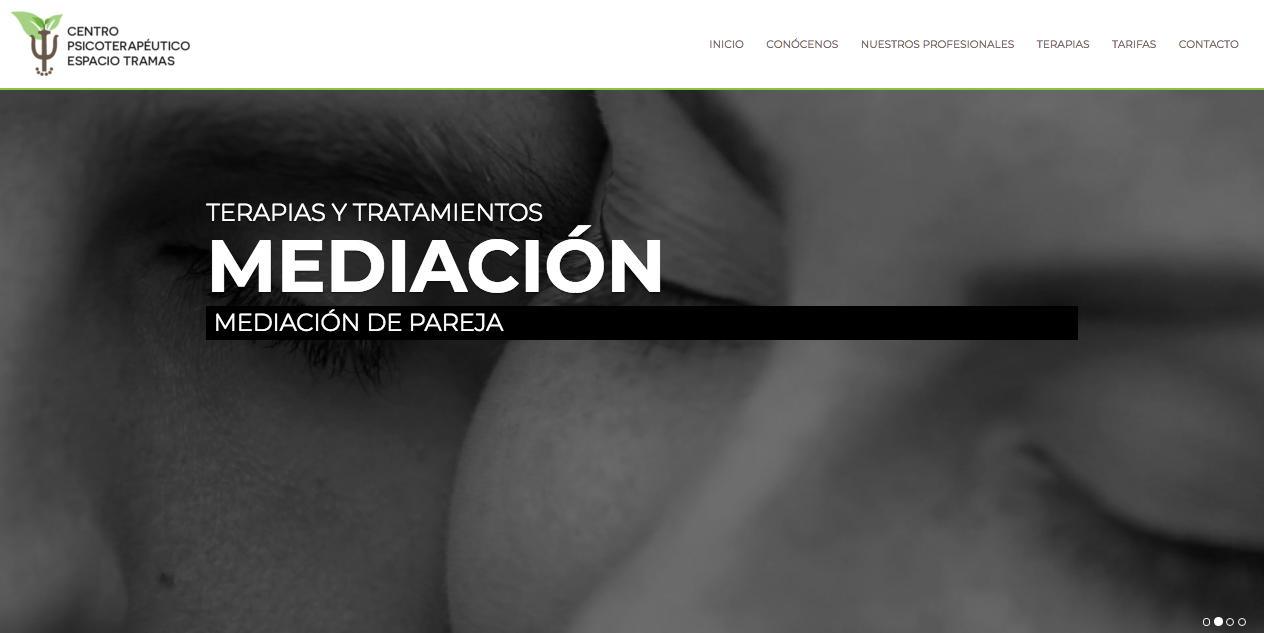 CENTRO
PSICOTERAPÉUTICO
ESPACIO TRAMAS
INICIO CONÓCENOS NUESTROS PROFESIONALES TERAPIAS TARIFAS CONTACTO
TERAPIAS Y TRATAMIENTOS
MEDIACIÓN
MEDIACIÓN DE PAREJA